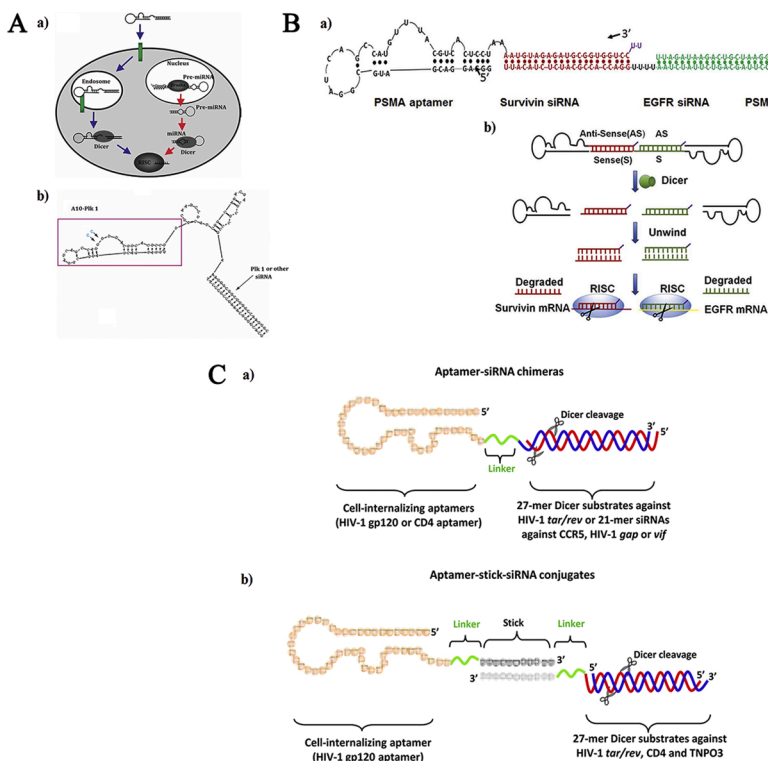 A
a)
Nucleus
Endosome
Pre-miRNA
Pre-miRNA
miRNA
Dicer
Dicer
RISC
b)
A10-Plk 1
Plk 1 or other
siRNA
B
a)
3'
U-U
AUGUAGAGAUGCGGUGGUCC
UUUU
5'
PSMA aptamer
Survivin siRNA
EGFR siRNA
PSM
b)
Anti-Sense(AS)
AS
Sense(S)
S
Dicer
Unwind
Degraded
RISC
RISC
Degraded
Survivin mRNA
EGFR mRNA
C
a)
Aptamer-siRNA chimeras
5'
Dicer cleavage
3'
5'
Linker
Cell-internalizing aptamers
(HIV-1 gp120 or CD4 aptamer)
27-mer Dicer substrates against
HIV-1 tar/rev or 21-mer siRNAs
against CCR5, HIV-1 gap or vif
b)
Aptamer-stick-siRNA conjugates
Linker
Stick
Linker
5'
3'
Dicer cleavage
3'
5'
5'
3'
Cell-internalizing aptamer
(HIV-1 gp120 aptamer)
27-mer Dicer substrates against
HIV-1 tar/rev, CD4 and TNPO3